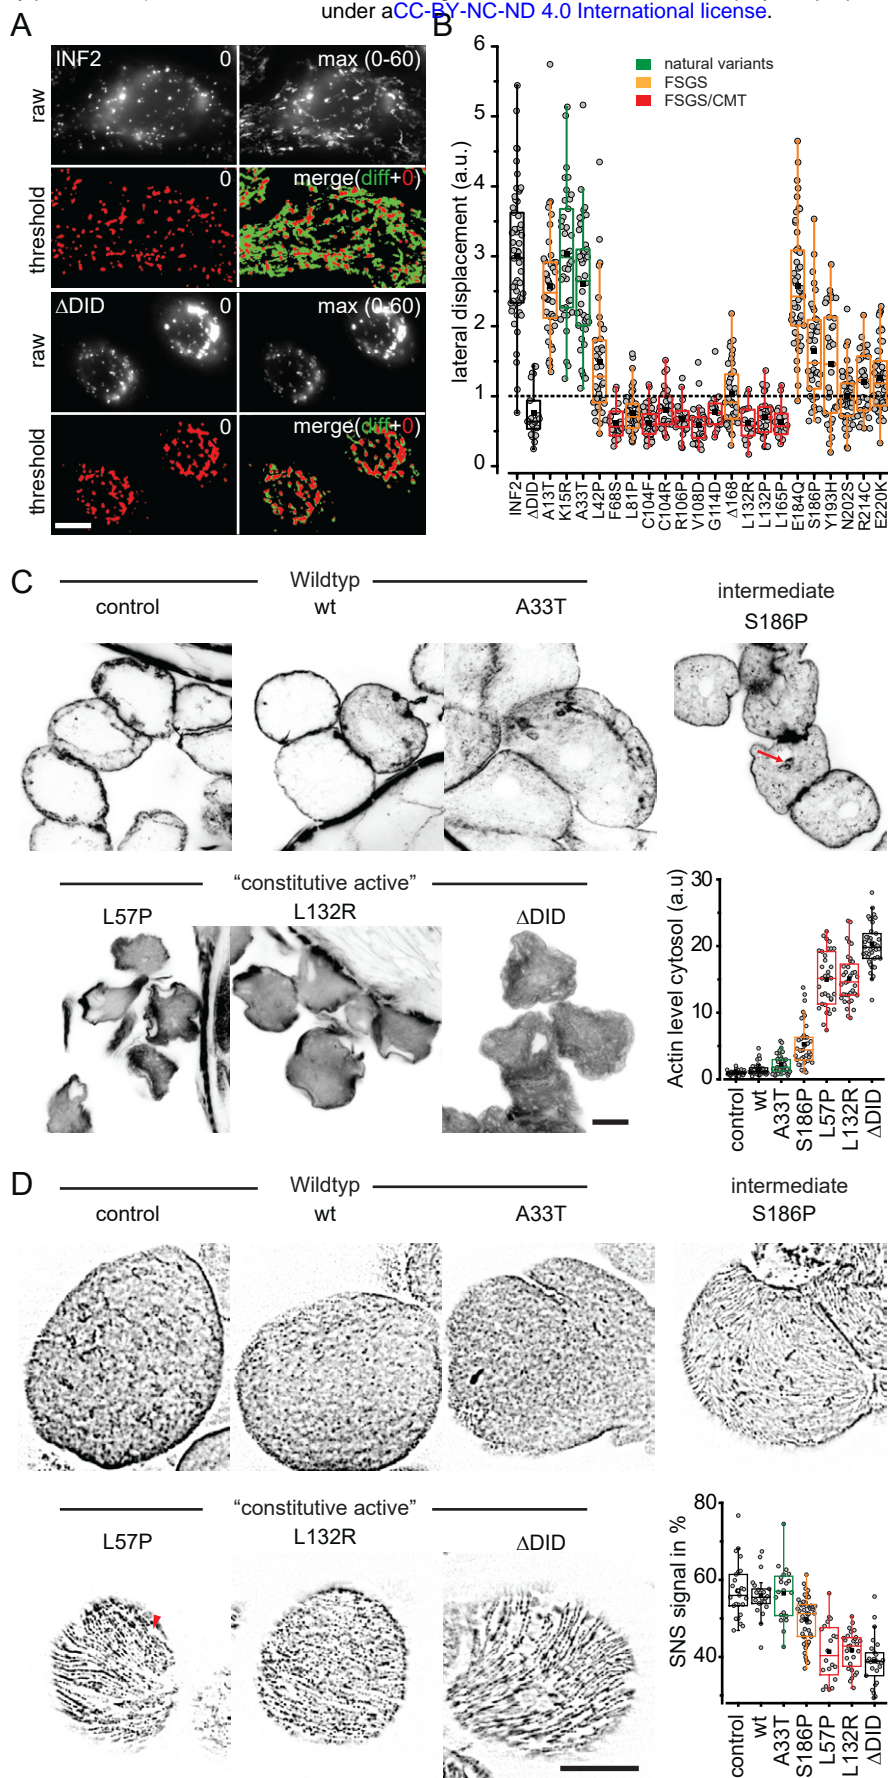 under aCC-BY-NC-ND 4.0 International license.
A
INF2
0
max (0-60)
raw
0
merge(diff+0)
threshold
ΔDID
0
max (0-60)
raw
0
merge(diff+0)
threshold
B
natural variants
FSGS
FSGS/CMT
lateral displacement (a.u.)
6
5
4
3
2
1
0
INF2
ΔDID
A13T
K15R
A33T
L42P
F68S
L81P
C104F
C104R
R106P
V108D
G114D
Δ168
L132R
L132P
L165P
E184Q
S186P
Y193H
N202S
R214C
E220K
C
Wildtyp
intermediate
control
wt
A33T
S186P
“constitutive active”
L57P
L132R
ΔDID
Actin level cytosol (a.u)
30
20
10
0
control
wt
A33T
S186P
L57P
L132R
ΔDID
D
Wildtyp
intermediate
control
wt
A33T
S186P
“constitutive active”
L57P
L132R
ΔDID
SNS signal in %
80
60
40
control
wt
A33T
S186P
L57P
L132R
ΔDID